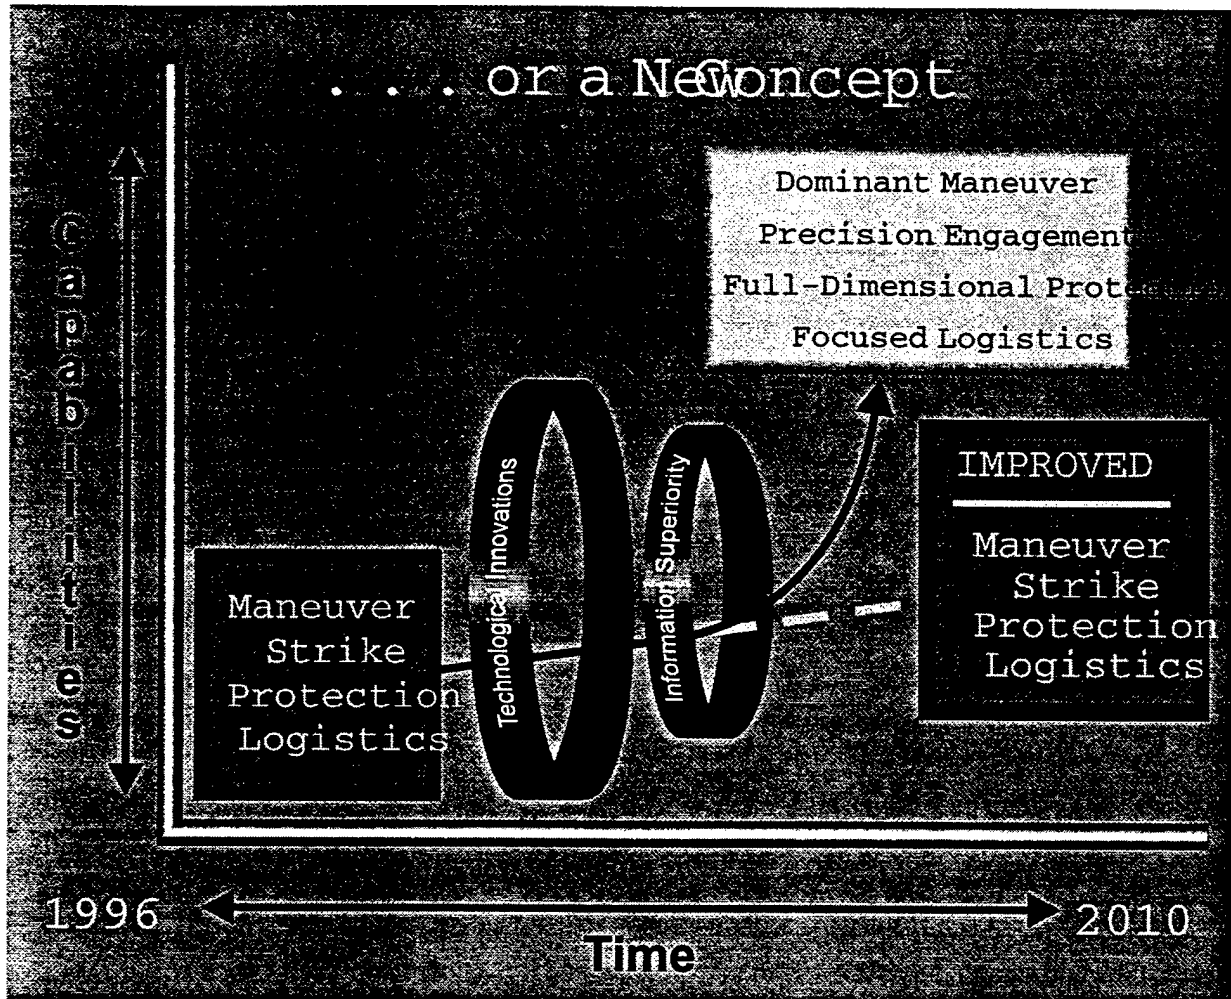 . . . or a New Concept
Dominant Maneuver
Precision Engagement
Full-Dimensional Protec
Focused Logistics
Capabilities
Technological Innovations
Information Superiority
IMPROVED
Maneuver
Strike
Protection
Logistics
Maneuver
Strike
Protection
Logistics
1996
2010
Time